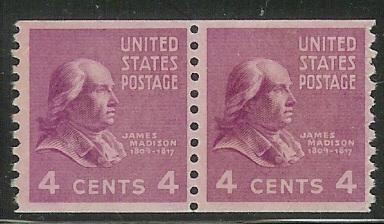 UNITED
STATES
POSTAGE
JAMES
MADISON
1809-1817
4 CENTS 4
UNITED
STATES
POSTAGE
JAMES
MADISON
1809-1817
4 CENTS 4